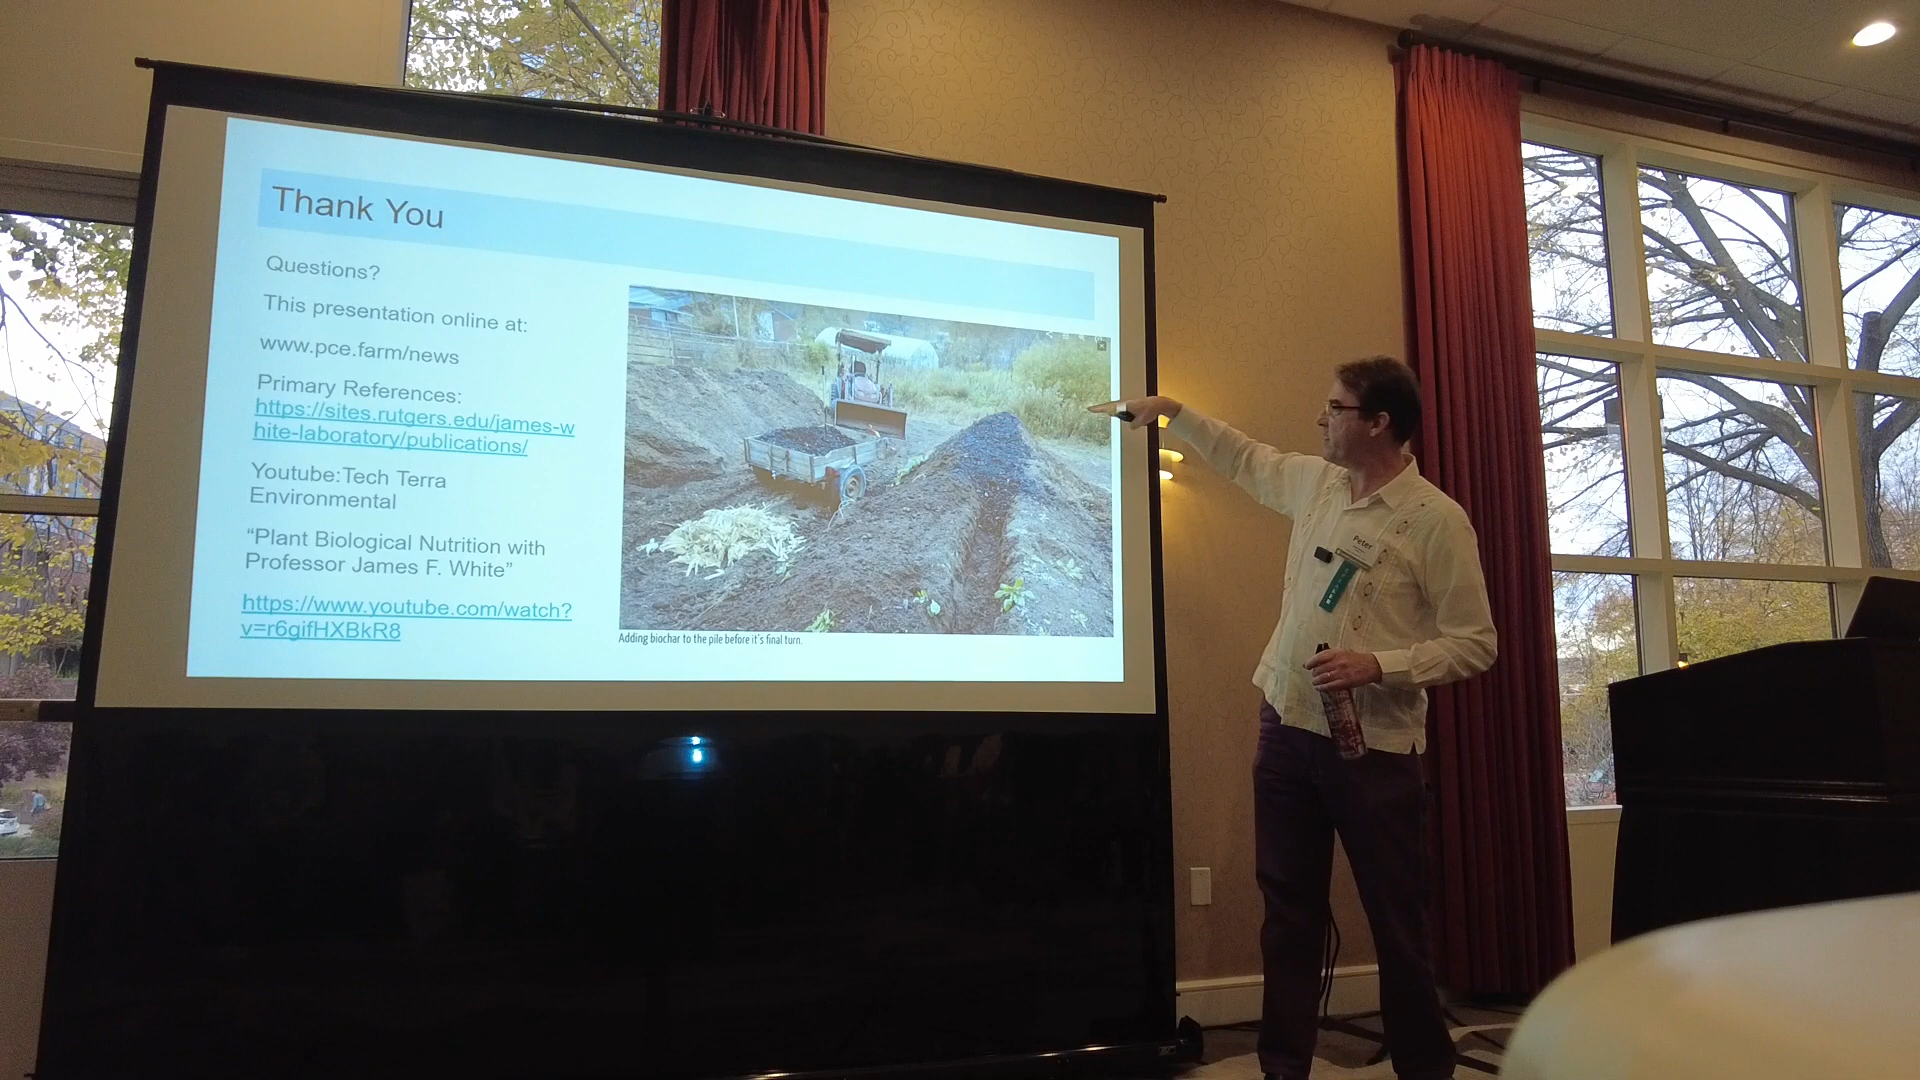 Thank You
Questions?
This presentation online at:
www.pce.farm/news
Primary References:
https://sites.rutgers.edu/james-w
hite-laboratory/publications/
Youtube:Tech Terra
Environmental
“Plant Biological Nutrition with
Professor James F. White”
https://www.youtube.com/watch?
v=r6gifHXBkR8
Adding biochar to the pile before it's final turn.
Peter